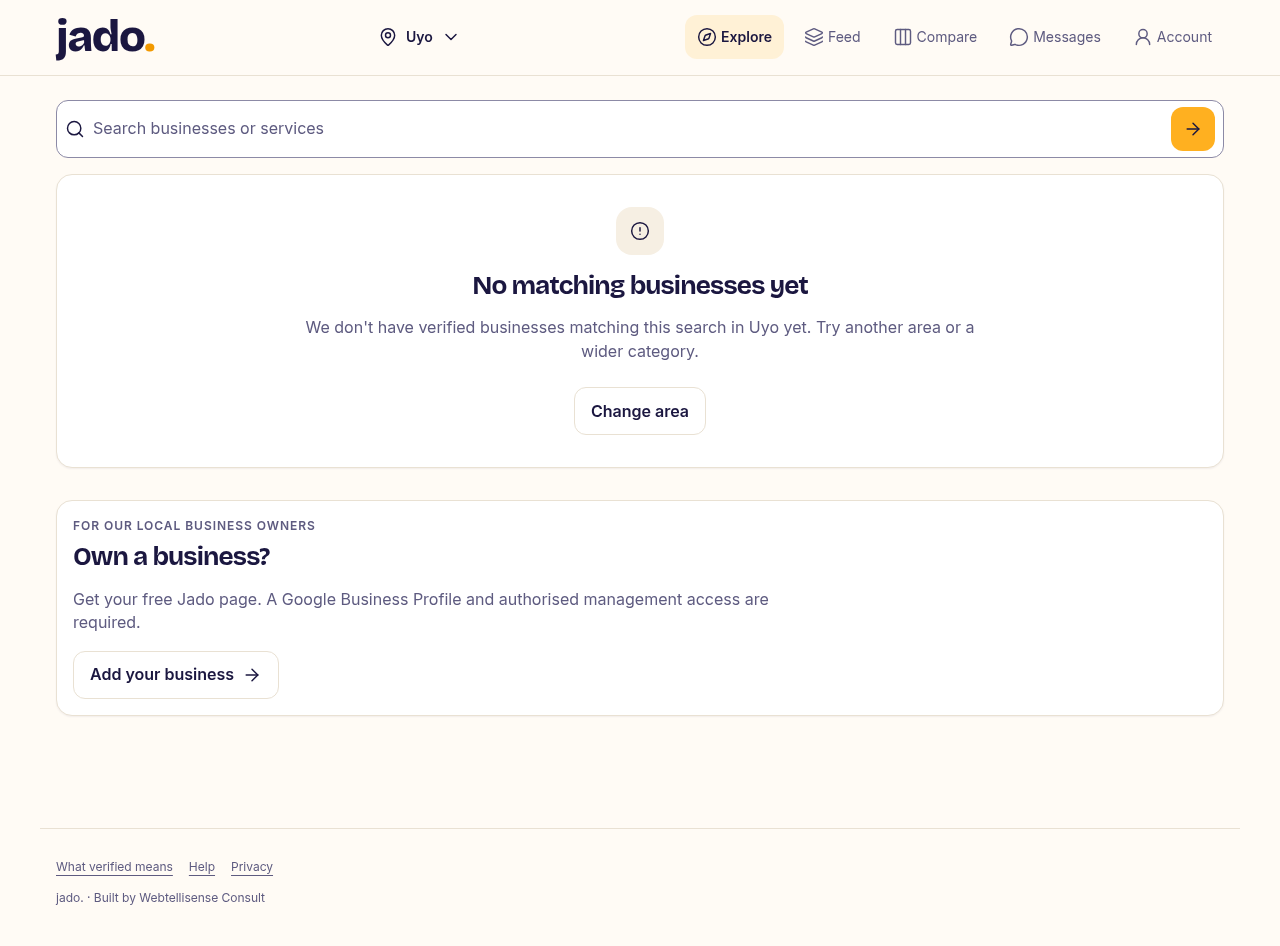 jado.
Uyo
Explore
Feed
Compare
Messages
Account
Search businesses or services
No matching businesses yet
We don't have verified businesses matching this search in Uyo yet. Try another area or a
wider category.
Change area
FOR OUR LOCAL BUSINESS OWNERS
Own a business?
Get your free Jado page. A Google Business Profile and authorised management access are
required.
Add your business
What verified means
Help
Privacy
jado. · Built by Webtellisense Consult